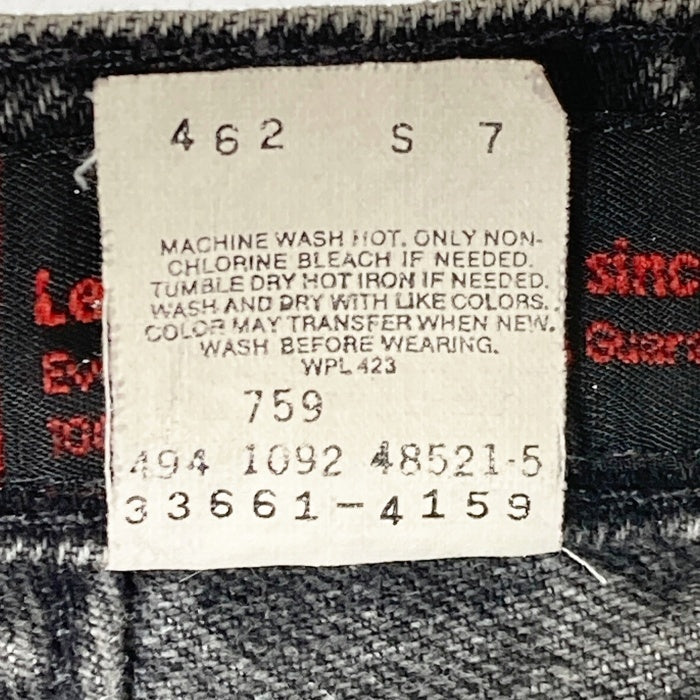 462 S 7
MACHINE WASH HOT. ONLY NON-
CHLORINE BLEACH IF NEEDED.
TUMBLE DRY HOT IRON IF NEEDED.
WASH AND DRY WITH LIKE COLORS.
COLOR MAY TRANSFER WHEN NEW.
WASH BEFORE WEARING.
WPL 423
759
494 1092 48521-5
33661-4159